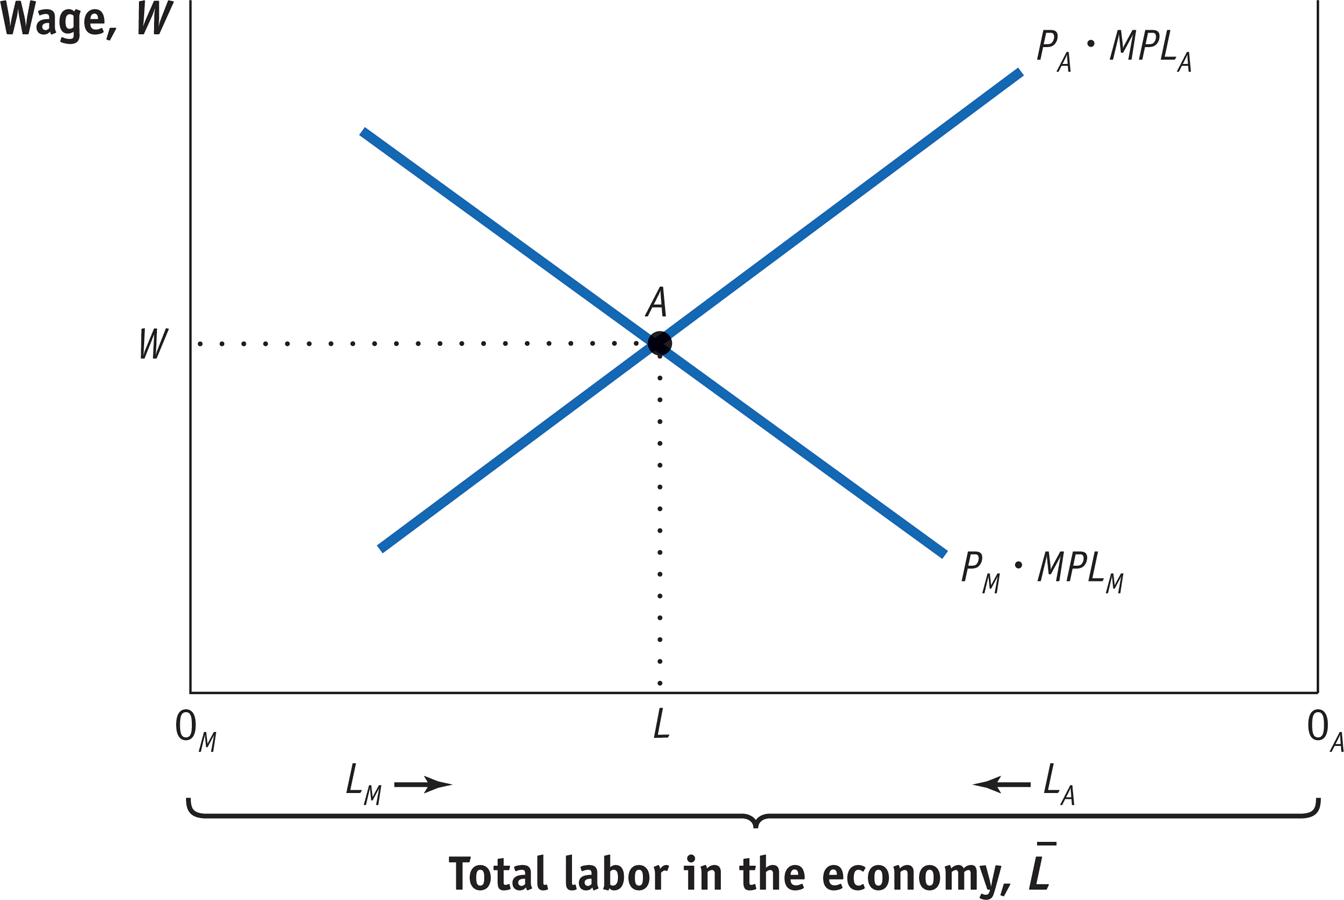 Wage, W
P_A · MPL_A
A
W
P_M · MPL_M
0_M
L
0_A
L_M →
← L_A
Total labor in the economy, L̄